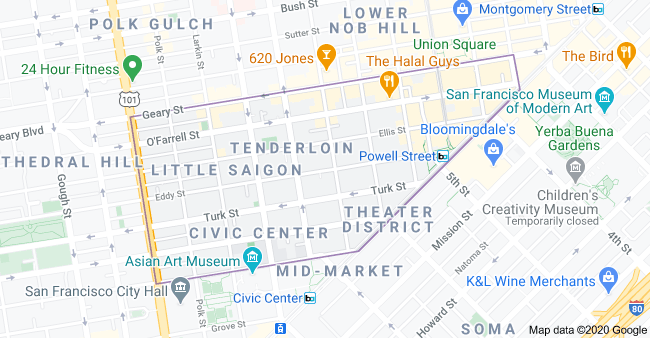 Bush St
Montgomery Street
POLK GULCH
LOWER
NOB HILL
Sutter St
Polk St
Larkin St
Union Square
620 Jones
The Halal Guys
The Bird
24 Hour Fitness
101
Geary St
San Francisco Museum
of Modern Art
eary Blvd
O'Farrell St
Ellis St
Bloomingdale's
Yerba Buena
Gardens
TENDERLOIN
Powell Street
THEDRAL HILL
LITTLE SAIGON
Gough St
Eddy St
Turk St
5th St
Children's
Creativity Museum
Temporarily closed
Turk St
THEATER
DISTRICT
CIVIC CENTER
Mission St
4th St
Asian Art Museum
MID-MARKET
Natoma St
K&L Wine Merchants
San Francisco City Hall
Civic Center
Polk St
Grove St
Howard St
SOMA
80
Map data ©2020 Google